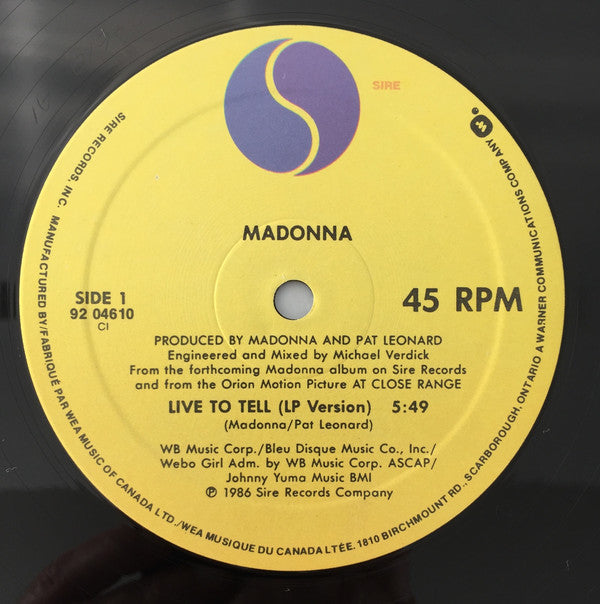 SIRE
MADONNA
SIDE 1
92 04610
CI
45 RPM
PRODUCED BY MADONNA AND PAT LEONARD
Engineered and Mixed by Michael Verdick
From the forthcoming Madonna album on Sire Records
and from the Orion Motion Picture AT CLOSE RANGE
LIVE TO TELL (LP Version) 5:49
(Madonna/Pat Leonard)
WB Music Corp./Bleu Disque Music Co., Inc./
Webo Girl Adm. by WB Music Corp. ASCAP/
Johnny Yuma Music BMI
℗ 1986 Sire Records Company
SIRE RECORDS, INC. MANUFACTURED BY/FABRIQUÉ PAR WEA MUSIC OF CANADA LTD./WEA MUSIQUE DU CANADA LTÉE. 1810 BIRCHMOUNT RD., SCARBOROUGH, ONTARIO A WARNER COMMUNICATIONS COMPANY